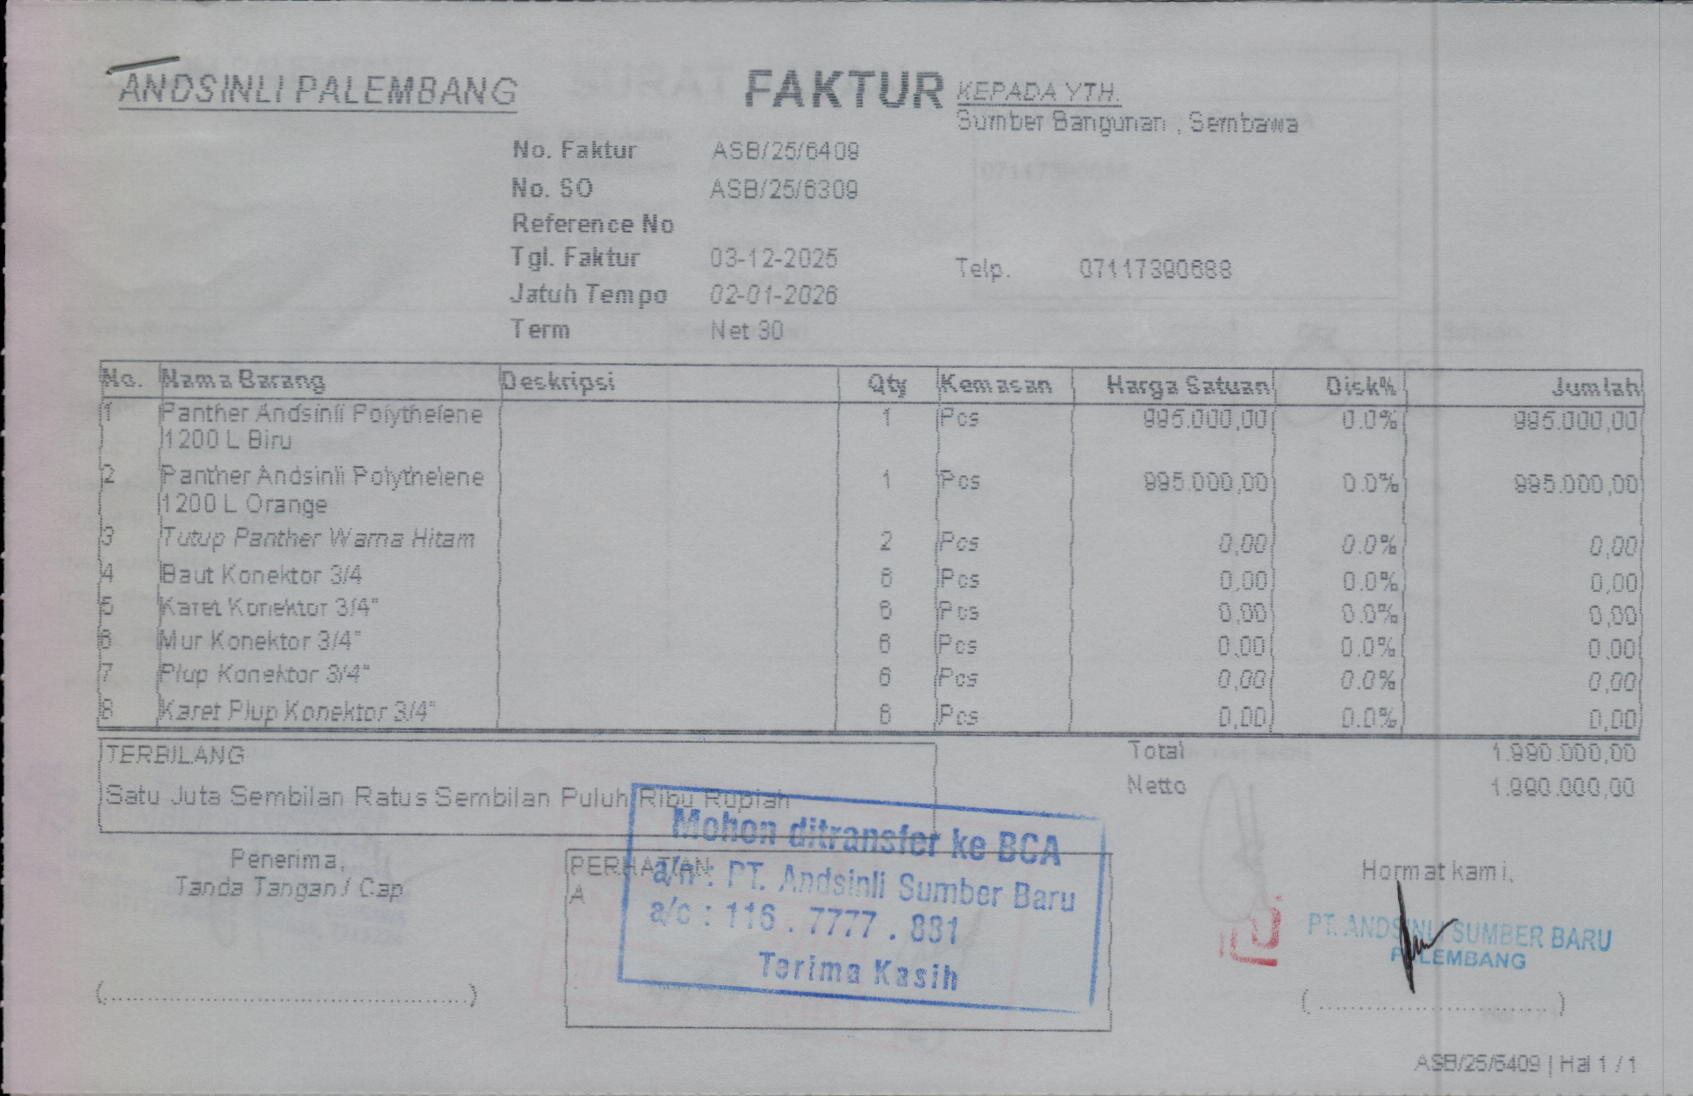 ANDSINLI PALEMBANG
FAKTUR
KEPADA YTH.
Sumber Bangunan , Sembawa
No. Faktur ASB/25/6409
No. SO ASB/25/6309
Reference No
Tgl. Faktur 03-12-2025
Telp. 07117390688
Jatuh Tempo 02-01-2026
Term Net 30
No. Nama Barang Deskripsi Qty Kemasan Harga Satuan Disk% Jumlah
1 Panther Andsinli Polythelene 1 Pcs 995.000,00 0.0% 995.000,00
1200 L Biru
2 Panther Andsinli Polythelene 1 Pcs 995.000,00 0.0% 995.000,00
1200 L Orange
3 Tutup Panther Warna Hitam 2 Pcs 0,00 0.0% 0,00
4 Baut Konektor 3/4 6 Pcs 0,00 0.0% 0,00
5 Karet Konektor 3/4" 6 Pcs 0,00 0.0% 0,00
6 Mur Konektor 3/4" 6 Pcs 0,00 0.0% 0,00
7 Plup Konektor 3/4" 6 Pcs 0,00 0.0% 0,00
8 Karet Plup Konektor 3/4" 6 Pcs 0,00 0.0% 0,00
TERBILANG
Total 1.990.000,00
Netto 1.990.000,00
Satu Juta Sembilan Ratus Sembilan Puluh Ribu Rupiah
Penerima,
Tanda Tangan / Cap
PERHATIAN:
A
Mohon ditransfer ke BCA
a/n : PT. Andsinli Sumber Baru
a/c : 116 . 7777 . 881
Terima Kasih
Hormat kami,
PT. ANDSINLI SUMBER BARU
PALEMBANG
(........................................)
(............................)
ASB/25/6409 | Hal 1 / 1